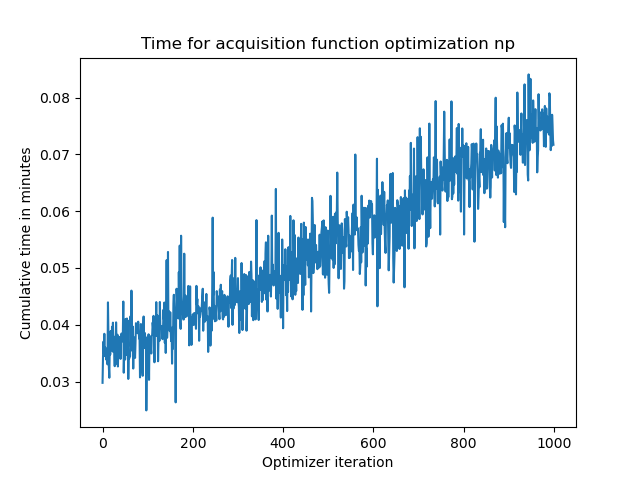 Time for acquisition function optimization np
Cumulative time in minutes
0.08
0.07
0.06
0.05
0.04
0.03
0 200 400 600 800 1000
Optimizer iteration